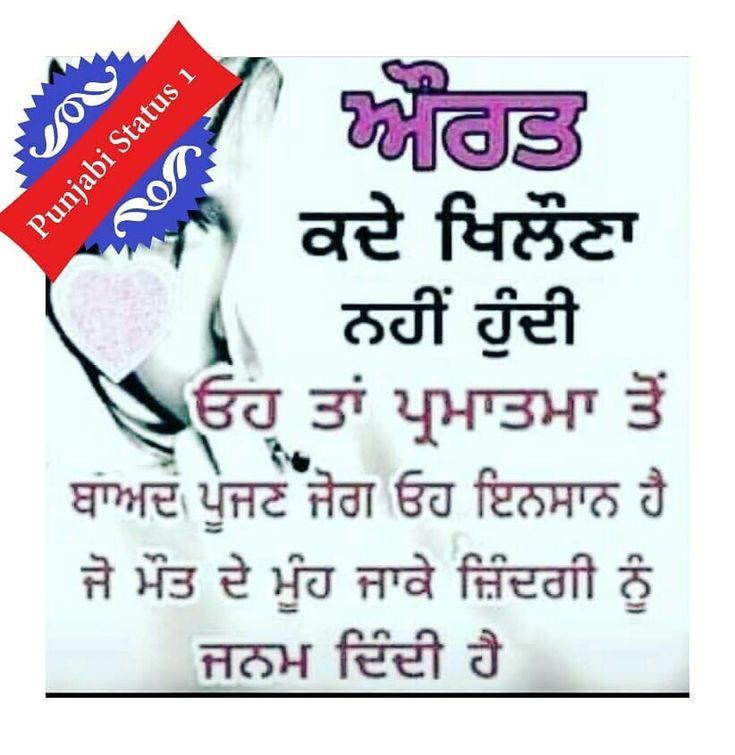 Punjabi Status 1
ਔਰਤ
ਕਦੇ ਖਿਲੌਣਾ
ਨਹੀਂ ਹੁੰਦੀ
ਓਹ ਤਾਂ ਪ੍ਰਮਾਤਮਾ ਤੋਂ
ਬਾਅਦ ਪੂਜਣ ਜੋਗ ਓਹ ਇਨਸਾਨ ਹੈ
ਜੋ ਮੌਤ ਦੇ ਮੂੰਹ ਜਾਕੇ ਜ਼ਿੰਦਗੀ ਨੂੰ
ਜਨਮ ਦਿੰਦੀ ਹੈ